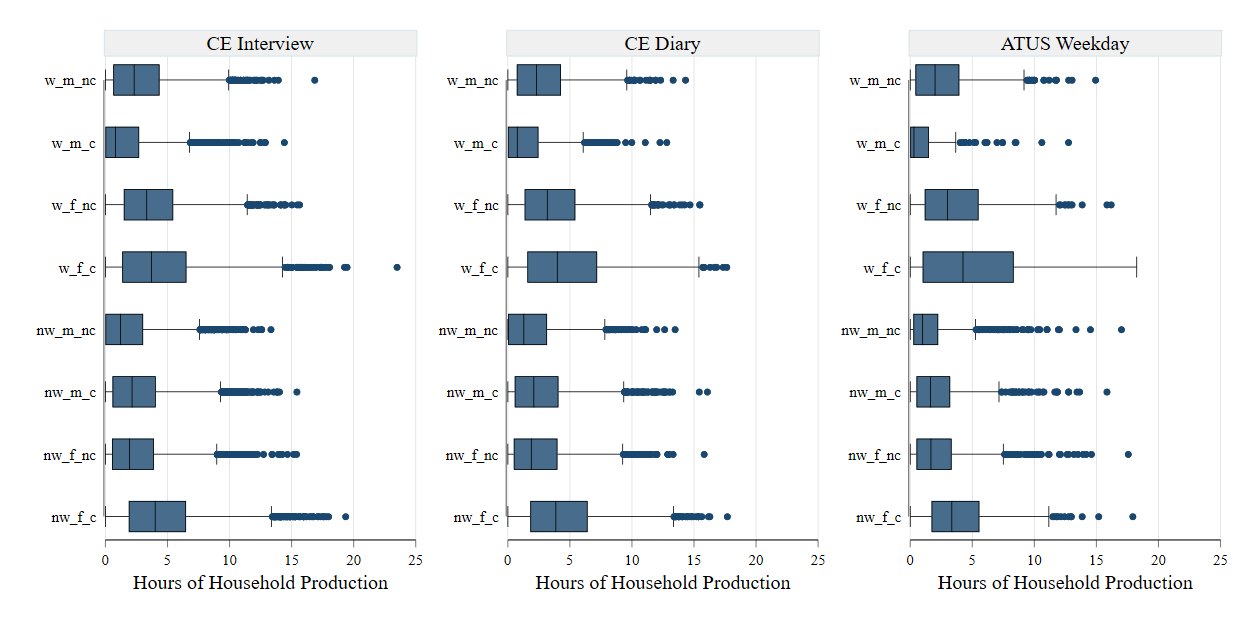 CE Interview
w_m_nc
w_m_c
w_f_nc
w_f_c
nw_m_nc
nw_m_c
nw_f_nc
nw_f_c
0 5 10 15 20 25
Hours of Household Production
CE Diary
w_m_nc
w_m_c
w_f_nc
w_f_c
nw_m_nc
nw_m_c
nw_f_nc
nw_f_c
0 5 10 15 20 25
Hours of Household Production
ATUS Weekday
w_m_nc
w_m_c
w_f_nc
w_f_c
nw_m_nc
nw_m_c
nw_f_nc
nw_f_c
0 5 10 15 20 25
Hours of Household Production